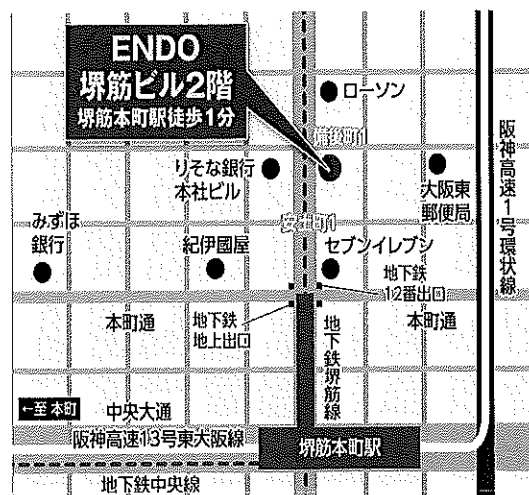 ENDO
堺筋ビル2階
堺筋本町駅徒歩1分
ローソン
備後町1
りそな銀行
本社ビル
大阪東
郵便局
阪神高速1号環状線
みずほ
銀行
紀伊國屋
安土町1
セブンイレブン
地下鉄
12番出口
本町通
地下鉄
地上出口
地下鉄堺筋線
本町通
←至 本町
中央大通
阪神高速13号東大阪線
堺筋本町駅
地下鉄中央線